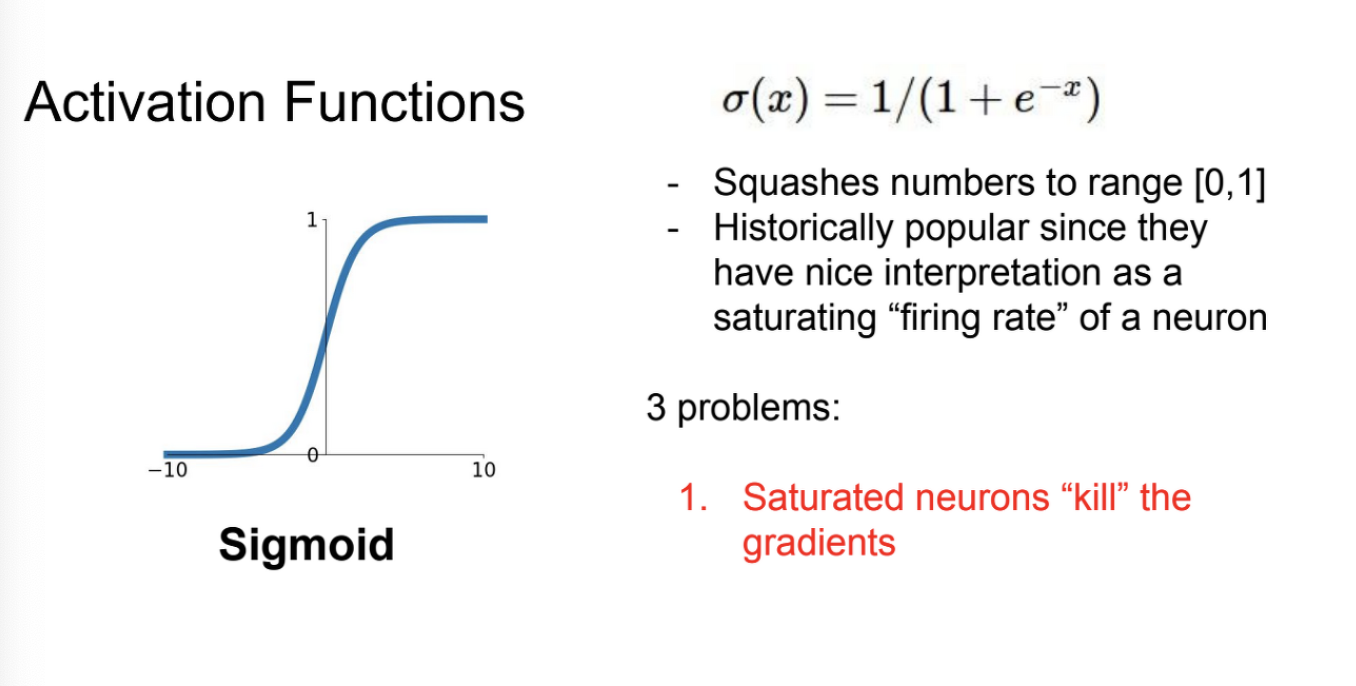 Activation Functions
σ(x) = 1/(1 + e⁻ˣ)
- Squashes numbers to range [0,1]
- Historically popular since they
have nice interpretation as a
saturating “firing rate” of a neuron
3 problems:
1. Saturated neurons “kill” the
gradients
1
0
−10
10
Sigmoid